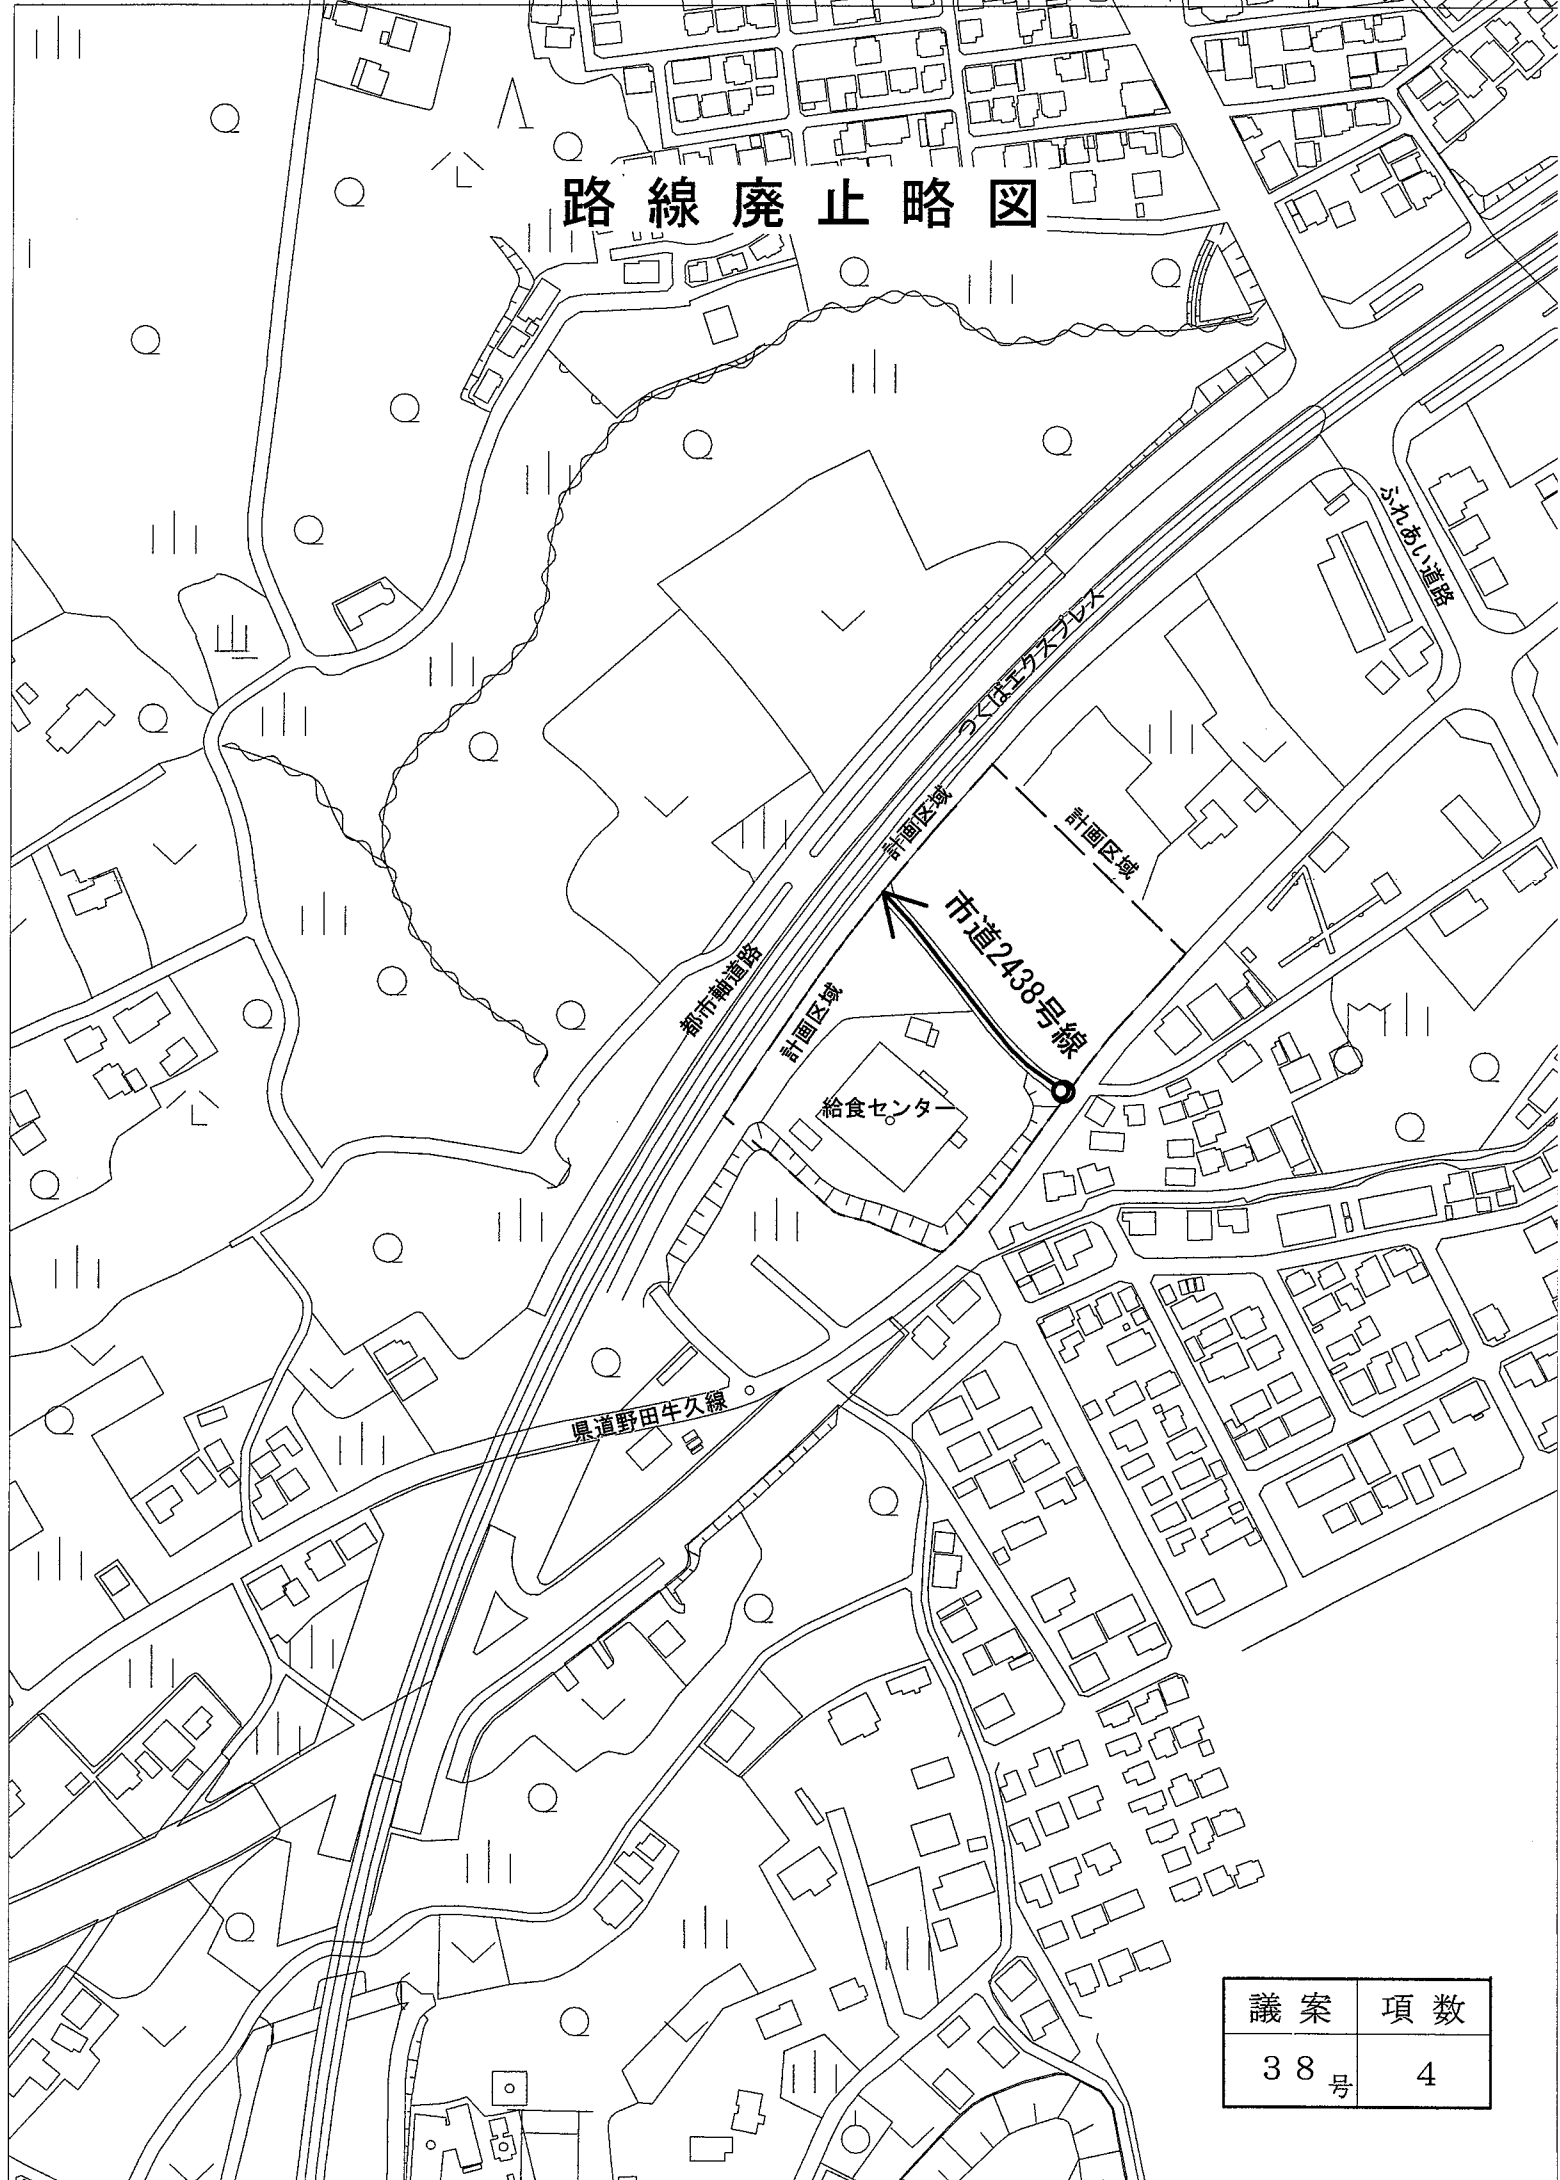 路線廃止略図
ふれあい道路
つくばエクスプレス
計画区域
計画区域
市道2438号線
都市軸道路
計画区域
給食センター
県道野田牛久線
議案 項数
38号 4